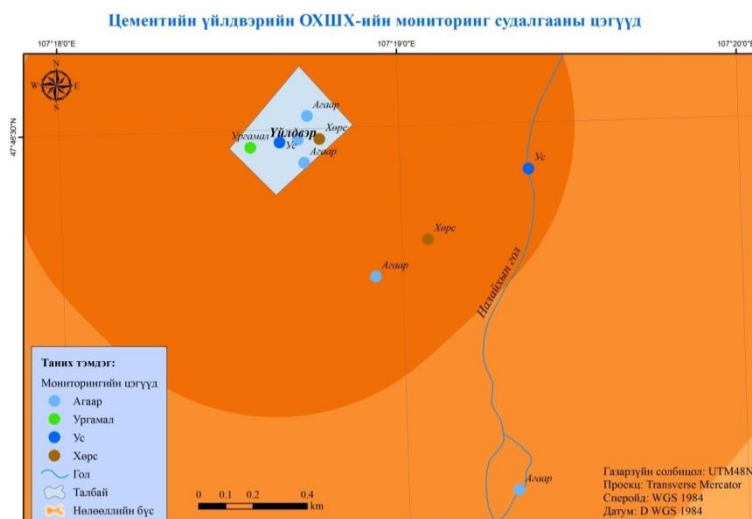 Цементийн үйлдвэрийн ОХШХ-ийн мониторинг судалгааны цэгүүд
107°18'0"E
107°19'0"E
107°20'0"E
47°46'30"N
N
W
E
S
Агаар
Ургамал
Үйлдвэр
Хөрс
Ус
Агаар
Ус
Хөрс
Агаар
Налайхын гол
Агаар
Таних тэмдэг:
Мониторингийн цэгүүд
Агаар
Ургамал
Ус
Хөрс
Гол
Талбай
Нөлөөллийн бүс
0 0.1 0.2 0.4
km
Газарзүйн солбицол: UTM48N
Проекц: Transverse Mercator
Сперойд: WGS 1984
Датум: D WGS 1984